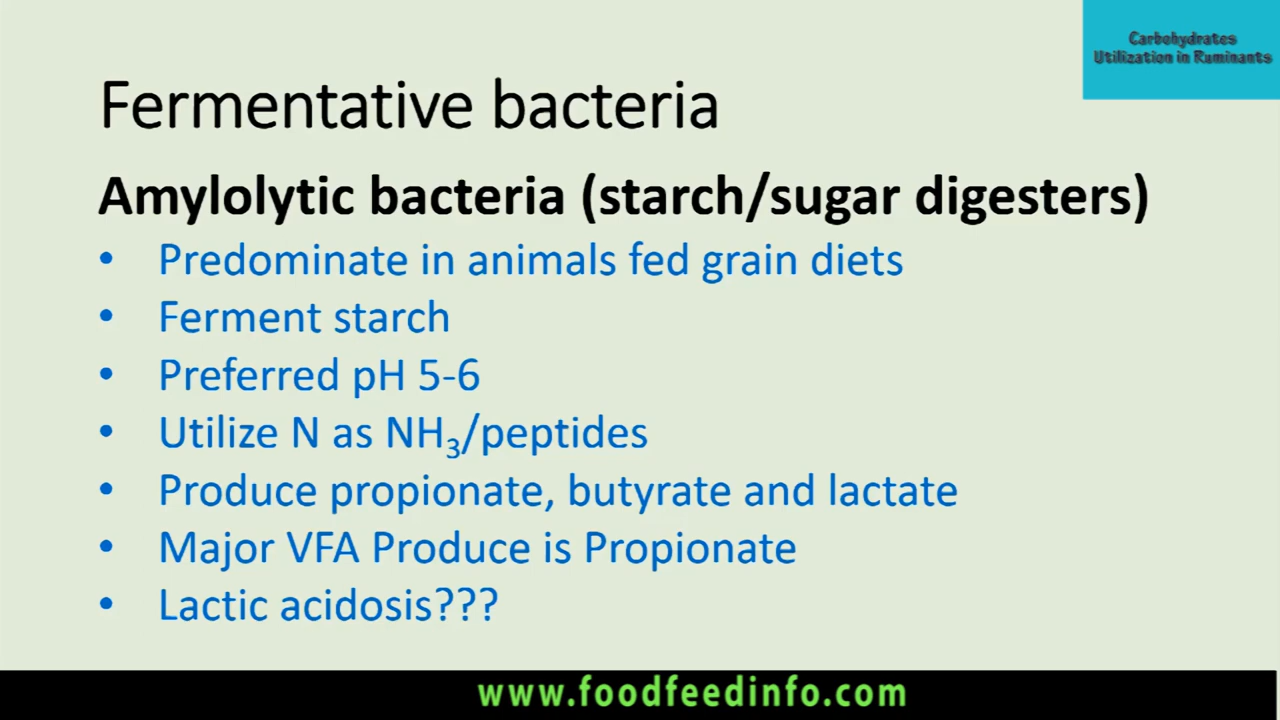 Carbohydrates
Utilization in Ruminants
Fermentative bacteria
Amylolytic bacteria (starch/sugar digesters)
• Predominate in animals fed grain diets
• Ferment starch
• Preferred pH 5-6
• Utilize N as NH₃/peptides
• Produce propionate, butyrate and lactate
• Major VFA Produce is Propionate
• Lactic acidosis???
www.foodfeedinfo.com